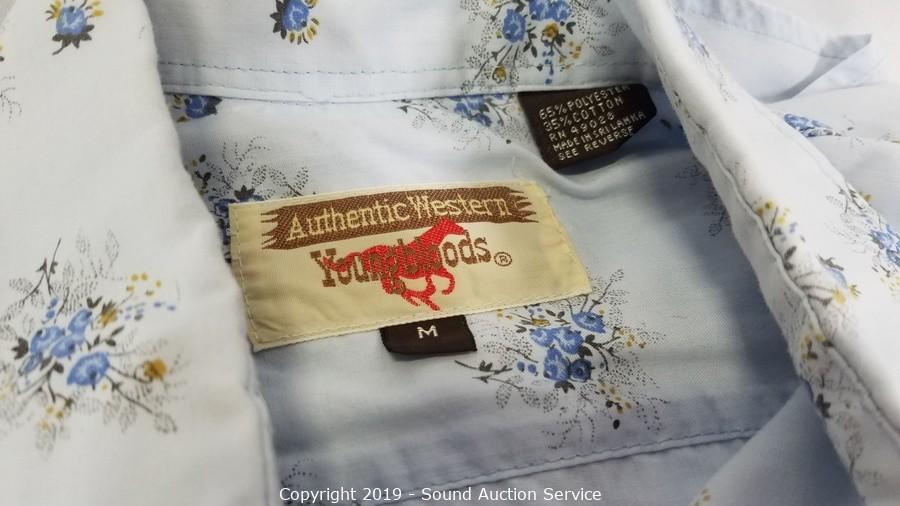 65% POLYESTER
35% COTTON
RN 49028
MADE IN SRI LANKA
SEE REVERSE
Authentic Western
Youngbloods ®
M
Copyright 2019 - Sound Auction Service